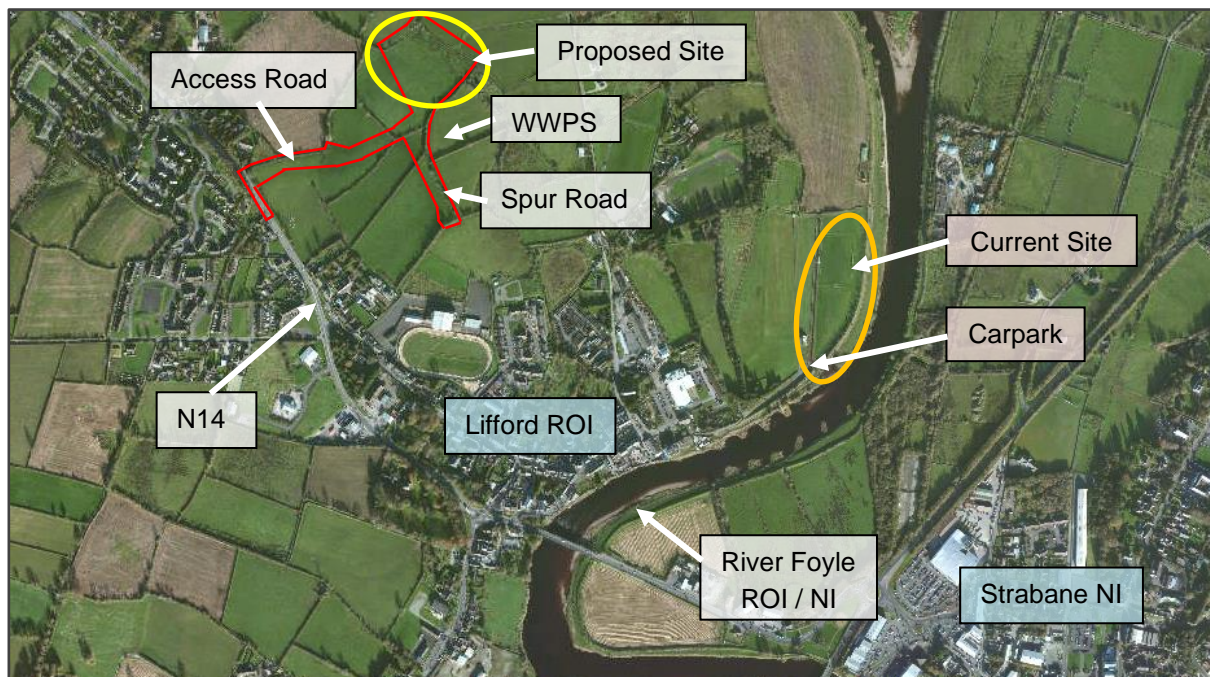 Proposed Site
Access Road
WWPS
Spur Road
Current Site
Carpark
N14
Lifford ROI
River Foyle
ROI / NI
Strabane NI